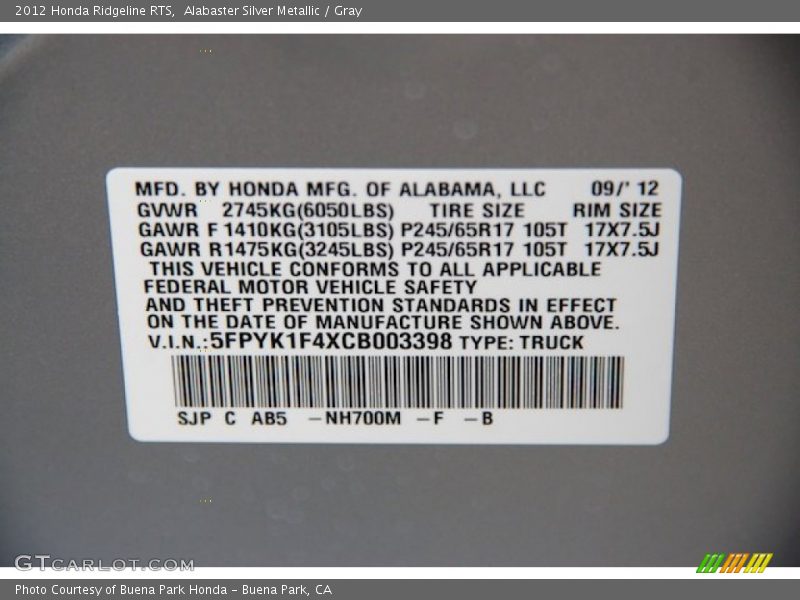 2012 Honda Ridgeline RTS, Alabaster Silver Metallic / Gray
MFD. BY HONDA MFG. OF ALABAMA, LLC 09/' 12
GVWR 2745KG(6050LBS) TIRE SIZE RIM SIZE
GAWR F 1410KG(3105LBS) P245/65R17 105T 17X7.5J
GAWR R1475KG(3245LBS) P245/65R17 105T 17X7.5J
THIS VEHICLE CONFORMS TO ALL APPLICABLE
FEDERAL MOTOR VEHICLE SAFETY
AND THEFT PREVENTION STANDARDS IN EFFECT
ON THE DATE OF MANUFACTURE SHOWN ABOVE.
V.I.N.:5FPYK1F4XCB003398 TYPE: TRUCK
SJP C AB5 –NH700M –F –B
GTCARLOT.COM
Photo Courtesy of Buena Park Honda – Buena Park, CA